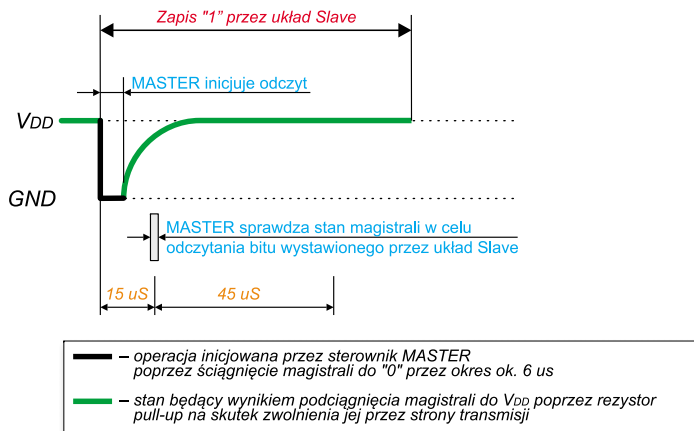 Zapis "1” przez układ Slave
MASTER inicjuje odczyt
VDD
GND
MASTER sprawdza stan magistrali w celu
odczytania bitu wystawionego przez układ Slave
15 uS
45 uS
– operacja inicjowana przez sterownik MASTER
poprzez ściągnięcie magistrali do "0" przez okres ok. 6 us
– stan będący wynikiem podciągnięcia magistrali do VDD poprzez rezystor
pull-up na skutek zwolnienia jej przez strony transmisji